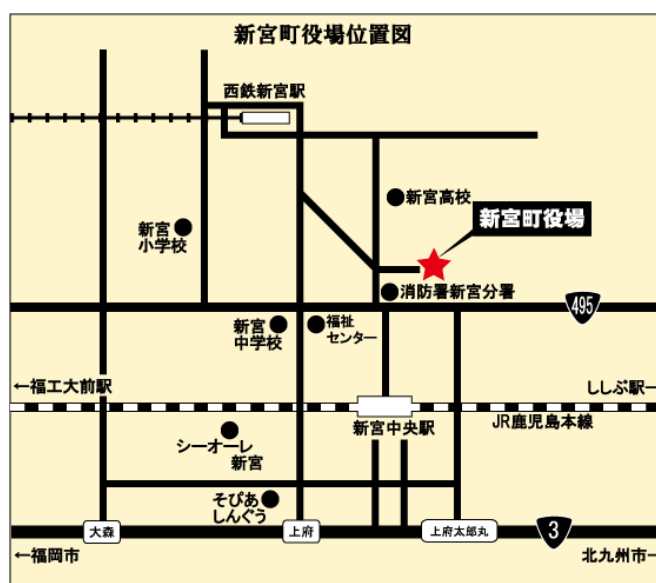 新宮町役場位置図
西鉄新宮駅
新宮高校
新宮町役場
新宮
小学校
消防署新宮分署
495
新宮
中学校
福祉
センター
←福工大前駅
ししぶ駅→
JR鹿児島本線
新宮中央駅
シーオーレ
新宮
そぴあ
しんぐう
大森
上府
上府太郎丸
3
←福岡市
北九州市→